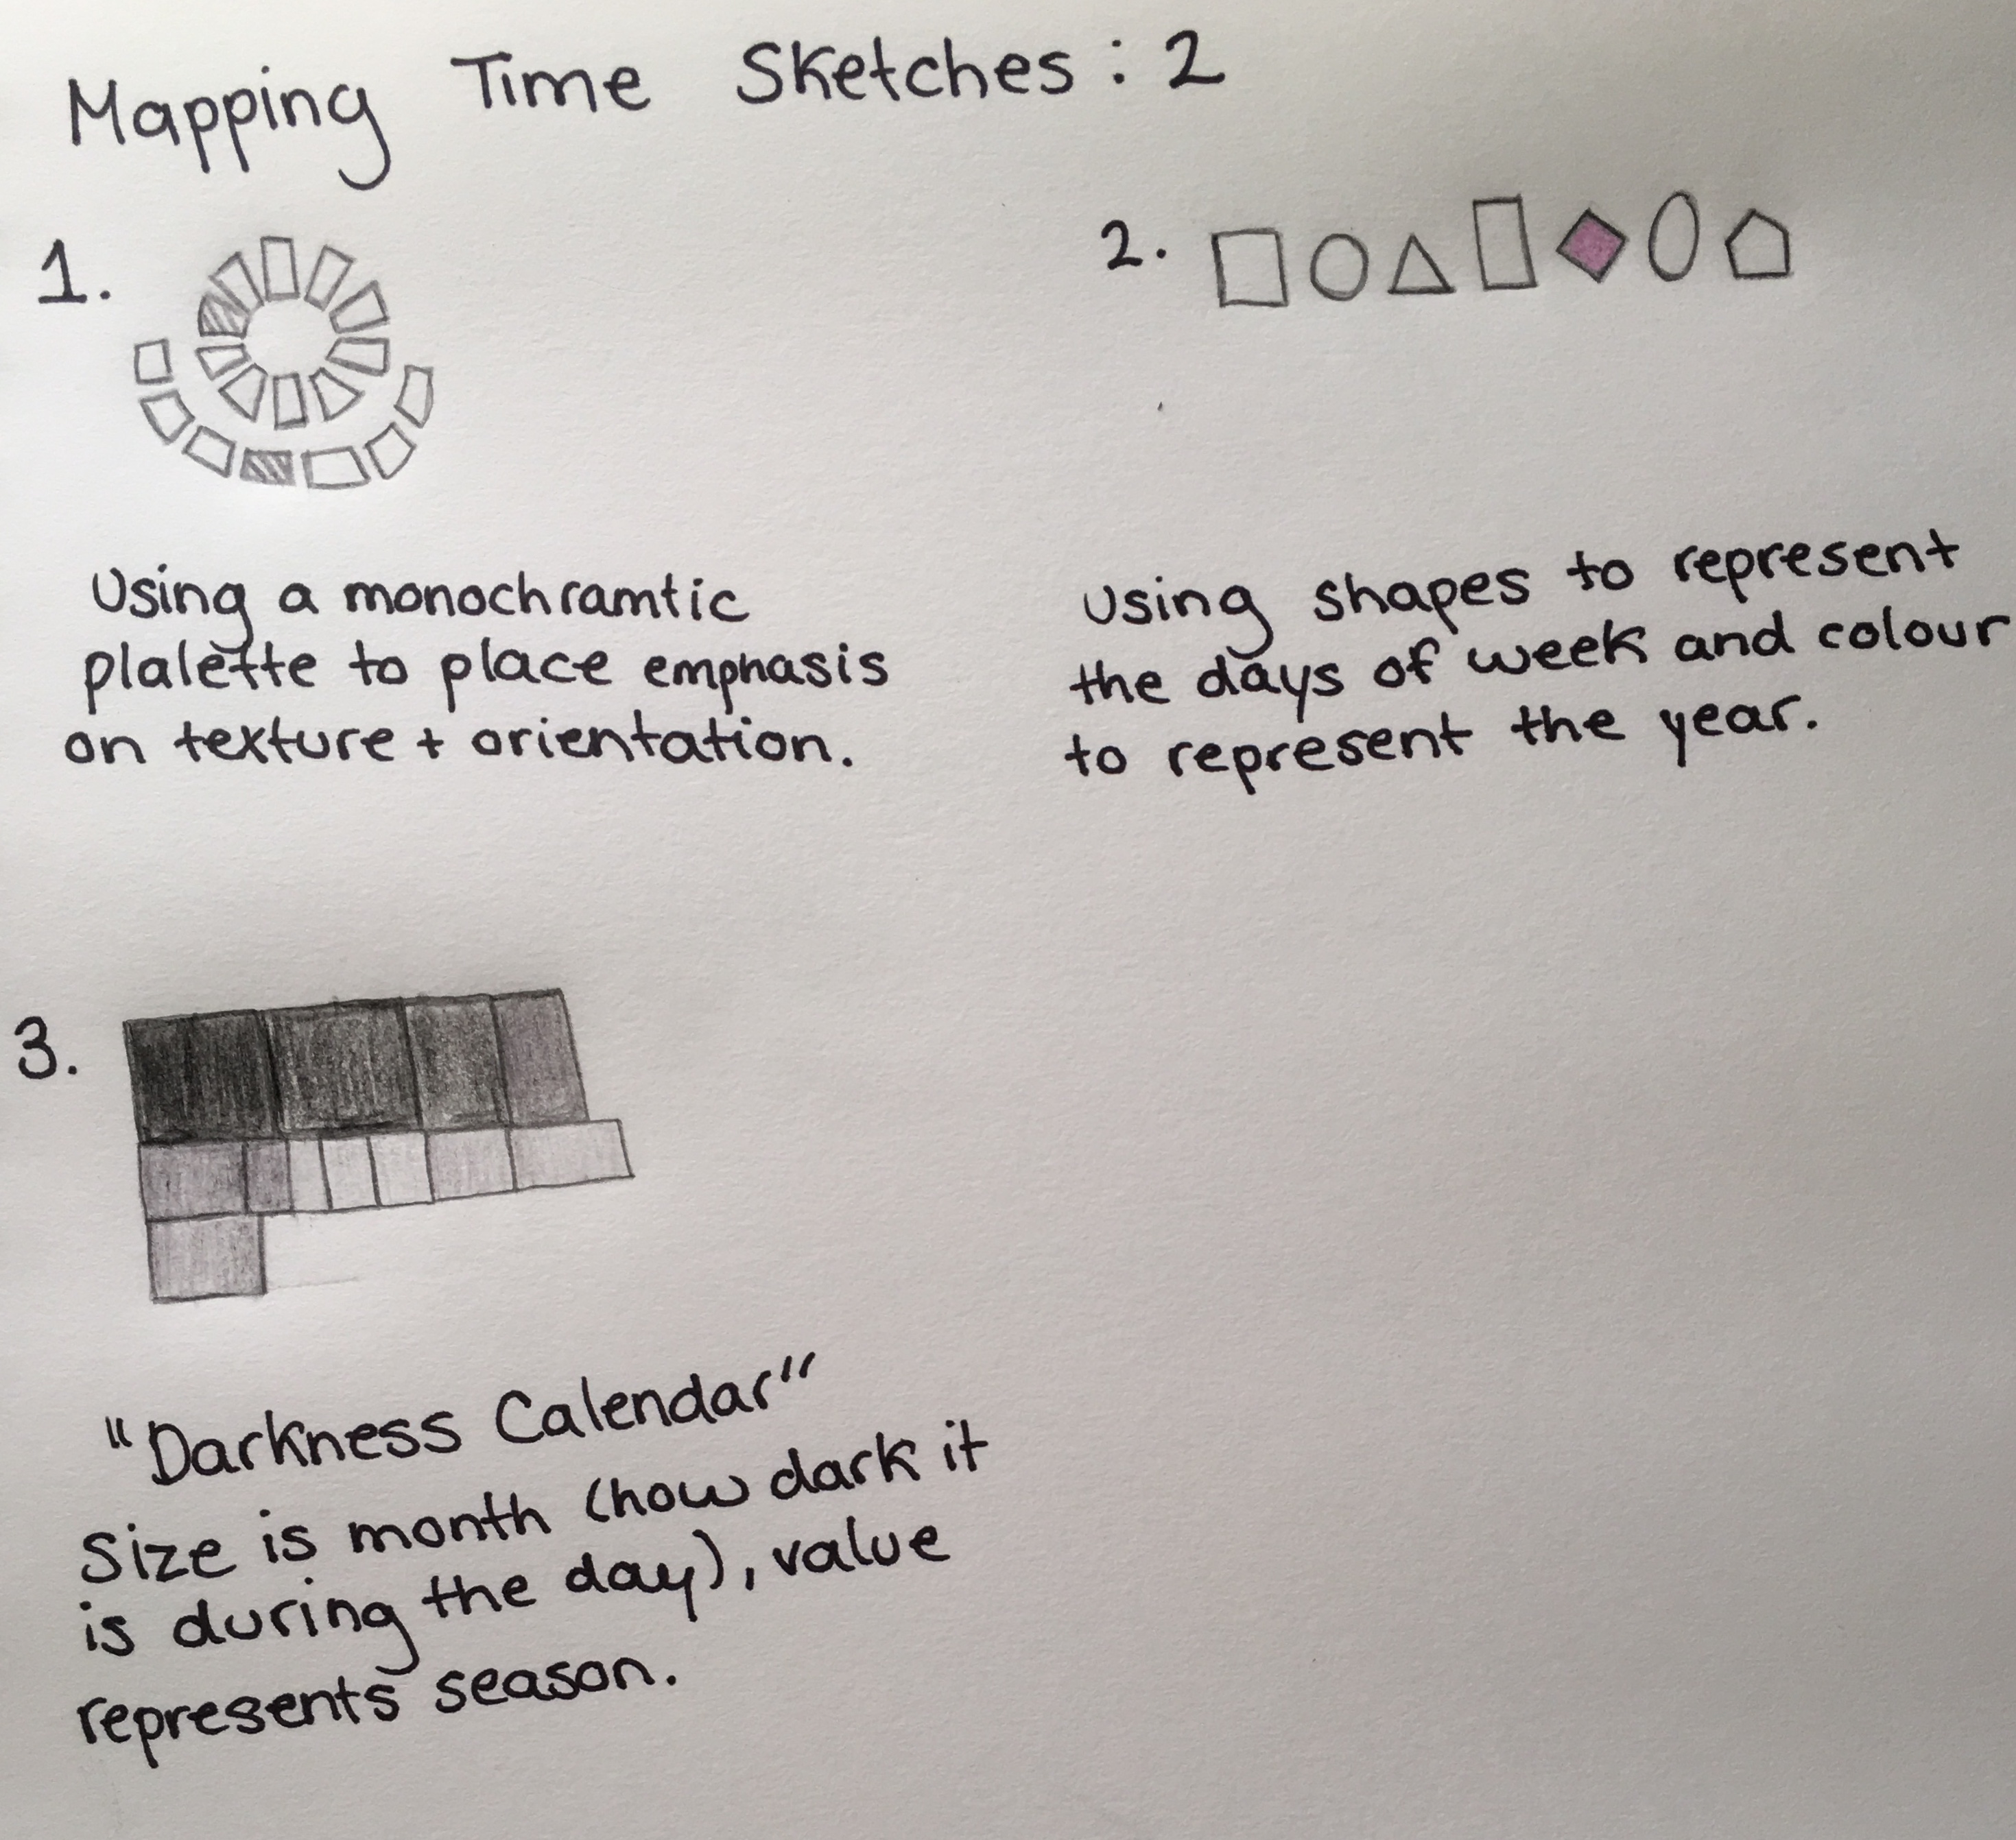 Mapping Time Sketches: 2
1.
Using a monochramtic
plalette to place emphasis
on texture + orientation.
2.
Using shapes to represent
the days of week and colour
to represent the year.
3.
"Darkness Calendar"
Size is month (how dark it
is during the day), value
represents season.